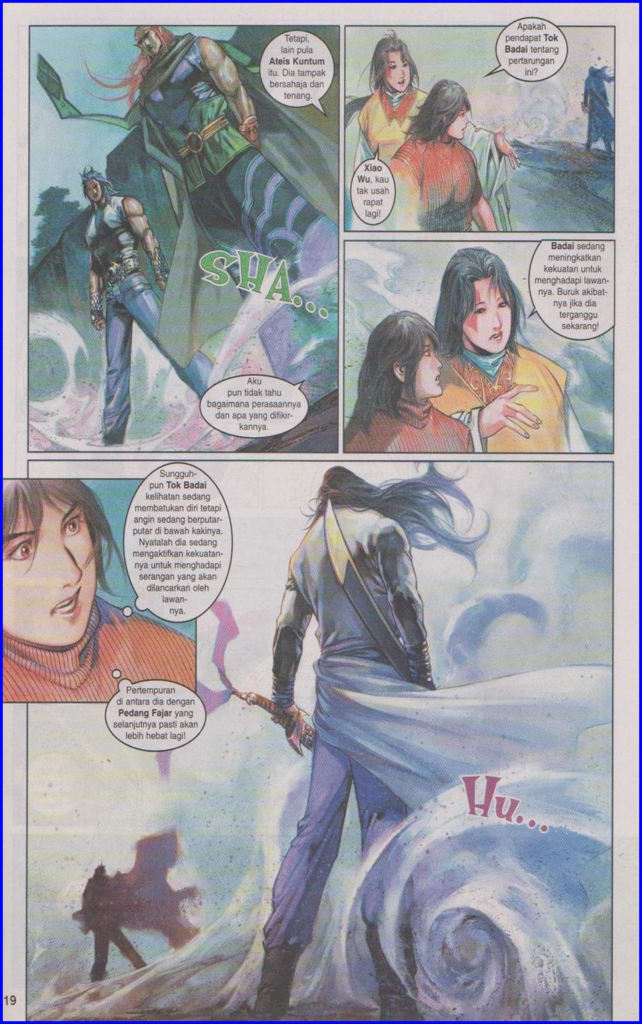 Tetapi,
lain pula
Ateis Kuntum
itu. Dia tampak
bersahaja dan
tenang.
SHA...
Aku
pun tidak tahu
bagaimana perasaannya
dan apa yang difikir-
kannya.
Apakah
pendapat Tok
Badai tentang
pertarungan
ini?
Xiao
Wu, kau
tak usah
rapat
lagi!
Badai sedang
meningkatkan
kekuatan untuk
menghadapi lawan-
nya. Buruk akibat-
nya jika dia
terganggu
sekarang!
Sungguh-
pun Tok Badai
kelihatan sedang
membatukan diri tetapi
angin sedang berputar-
putar di bawah kakinya.
Nyatalah dia sedang
mengaktifkan kekuatan-
nya untuk menghadapi
serangan yang akan
dilancarkan oleh
lawan-
nya.
Pertempuran
di antara dia dengan
Pedang Fajar yang
selanjutnya pasti akan
lebih hebat lagi!
Hu...
19